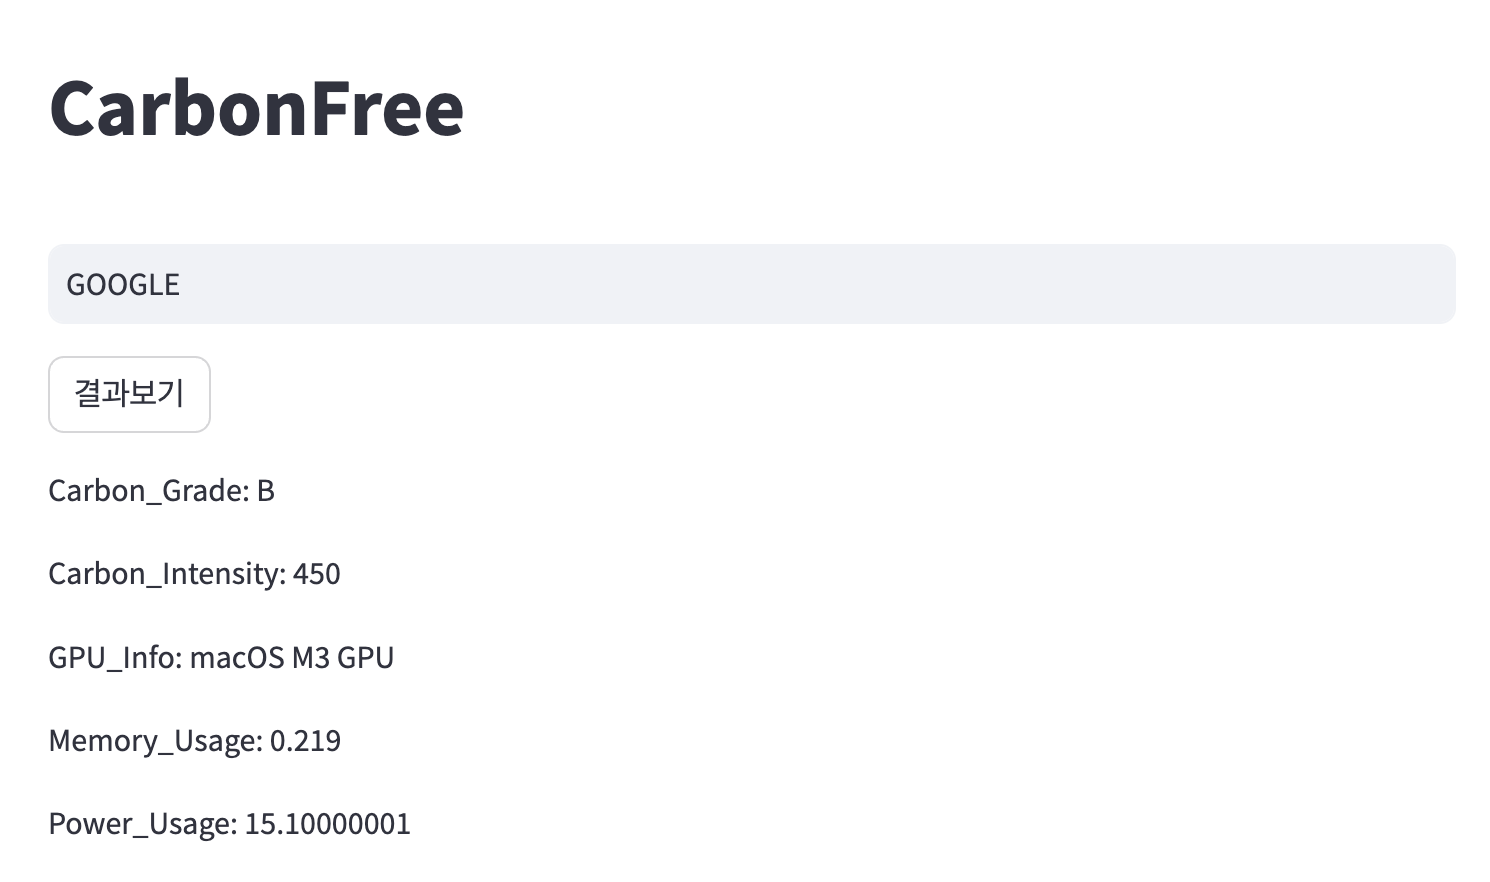 CarbonFree
GOOGLE
결과보기
Carbon_Grade: B
Carbon_Intensity: 450
GPU_Info: macOS M3 GPU
Memory_Usage: 0.219
Power_Usage: 15.10000001